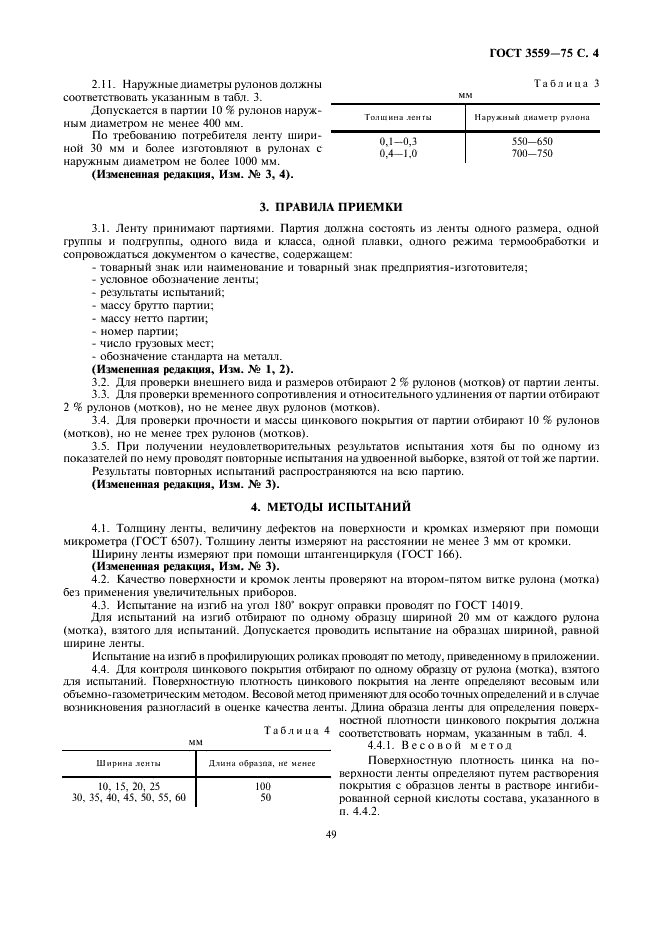 ГОСТ 3559—75 С. 4
2.11. Наружные диаметры рулонов должны
соответствовать указанным в табл. 3.
Допускается в партии 10 % рулонов наруж-
ным диаметром не менее 400 мм.
По требованию потребителя ленту шири-
ной 30 мм и более изготовляют в рулонах с
наружным диаметром не более 1000 мм.
(Измененная редакция, Изм. № 3, 4).
Таблица 3
мм
Толщина ленты Наружный диаметр рулона
0,1—0,3 550—650
0,4—1,0 700—750
3. ПРАВИЛА ПРИЕМКИ
3.1. Ленту принимают партиями. Партия должна состоять из ленты одного размера, одной
группы и подгруппы, одного вида и класса, одной плавки, одного режима термообработки и
сопровождаться документом о качестве, содержащем:
- товарный знак или наименование и товарный знак предприятия-изготовителя;
- условное обозначение ленты;
- результаты испытаний;
- массу брутто партии;
- массу нетто партии;
- номер партии;
- число грузовых мест;
- обозначение стандарта на металл.
(Измененная редакция, Изм. № 1, 2).
3.2. Для проверки внешнего вида и размеров отбирают 2 % рулонов (мотков) от партии ленты.
3.3. Для проверки временного сопротивления и относительного удлинения от партии отбирают
2 % рулонов (мотков), но не менее двух рулонов (мотков).
3.4. Для проверки прочности и массы цинкового покрытия от партии отбирают 10 % рулонов
(мотков), но не менее трех рулонов (мотков).
3.5. При получении неудовлетворительных результатов испытания хотя бы по одному из
показателей по нему проводят повторные испытания на удвоенной выборке, взятой от той же партии.
Результаты повторных испытаний распространяются на всю партию.
(Измененная редакция, Изм. № 3).
4. МЕТОДЫ ИСПЫТАНИЙ
4.1. Толщину ленты, величину дефектов на поверхности и кромках измеряют при помощи
микрометра (ГОСТ 6507). Толщину ленты измеряют на расстоянии не менее 3 мм от кромки.
Ширину ленты измеряют при помощи штангенциркуля (ГОСТ 166).
(Измененная редакция, Изм. № 3).
4.2. Качество поверхности и кромок ленты проверяют на втором-пятом витке рулона (мотка)
без применения увеличительных приборов.
4.3. Испытание на изгиб на угол 180° вокруг оправки проводят по ГОСТ 14019.
Для испытаний на изгиб отбирают по одному образцу шириной 20 мм от каждого рулона
(мотка), взятого для испытаний. Допускается проводить испытание на образцах шириной, равной
ширине ленты.
Испытание на изгиб в профилирующих роликах проводят по методу, приведенному в приложении.
4.4. Для контроля цинкового покрытия отбирают по одному образцу от рулона (мотка), взятого
для испытаний. Поверхностную плотность цинкового покрытия на ленте определяют весовым или
объемно-газометрическим методом. Весовой метод применяют для особо точных определений и в случае
возникновения разногласий в оценке качества ленты. Длина образца ленты для определения поверх-
ностной плотности цинкового покрытия должна
соответствовать нормам, указанным в табл. 4.
4.4.1. Весовой метод
Поверхностную плотность цинка на по-
верхности ленты определяют путем растворения
покрытия с образцов ленты в растворе ингиби-
рованной серной кислоты состава, указанного в
п. 4.4.2.
Таблица 4
мм
Ширина ленты Длина образца, не менее
10, 15, 20, 25 100
30, 35, 40, 45, 50, 55, 60 50
49